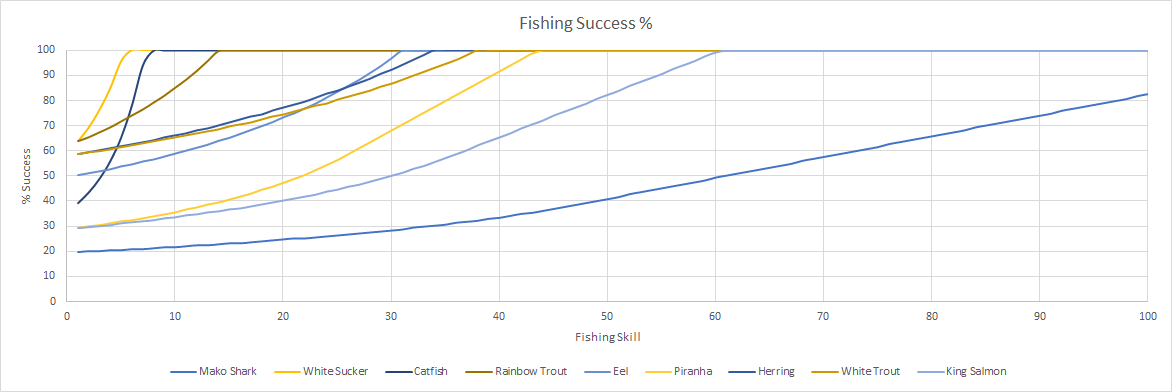 Fishing Success %
100
90
80
70
60
50
40
30
20
10
0
% Success
0 10 20 30 40 50 60 70 80 90 100
Fishing Skill
Mako Shark White Sucker Catfish Rainbow Trout Eel Piranha Herring White Trout King Salmon